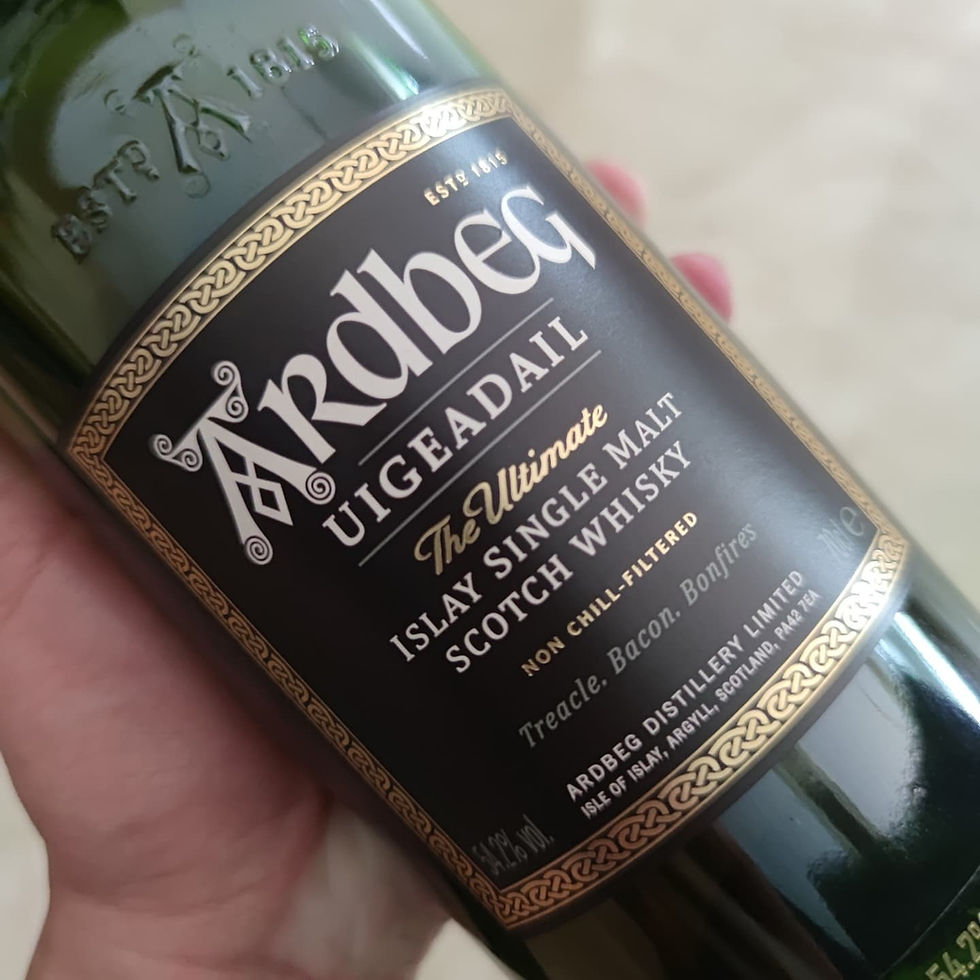 ESTD A 1815
ESTD 1815
Ardbeg
UIGEADAIL
The Ultimate
ISLAY SINGLE MALT
SCOTCH WHISKY
NON CHILL-FILTERED
Treacle. Bacon. Bonfires
70cl e
ARDBEG DISTILLERY LIMITED
ISLE OF ISLAY, ARGYLL, SCOTLAND, PA42 7EA
54.2% vol.